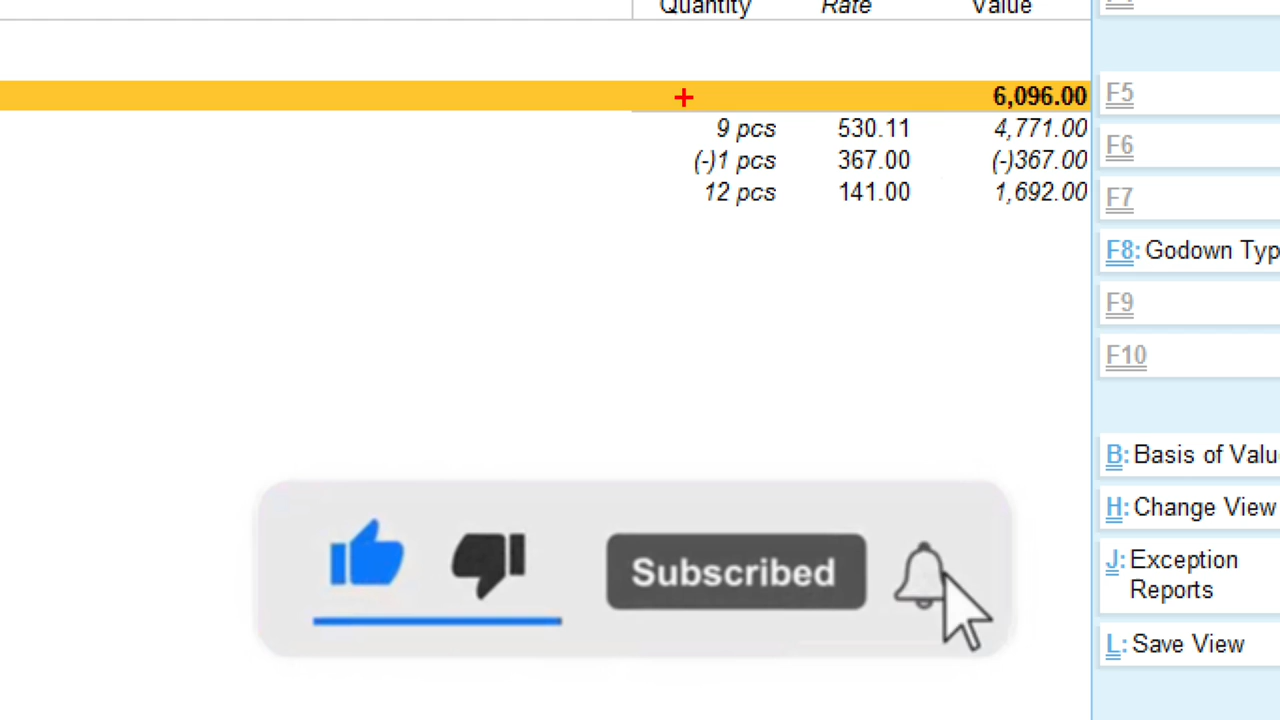 Quantity Rate Value
6,096.00 F5
9 pcs 530.11 4,771.00
(-)1 pcs 367.00 (-)367.00 F6
12 pcs 141.00 1,692.00 F7
F8: Godown Typ
F9
F10
B: Basis of Valu
H: Change View
J: Exception
Reports
Subscribed
L: Save View